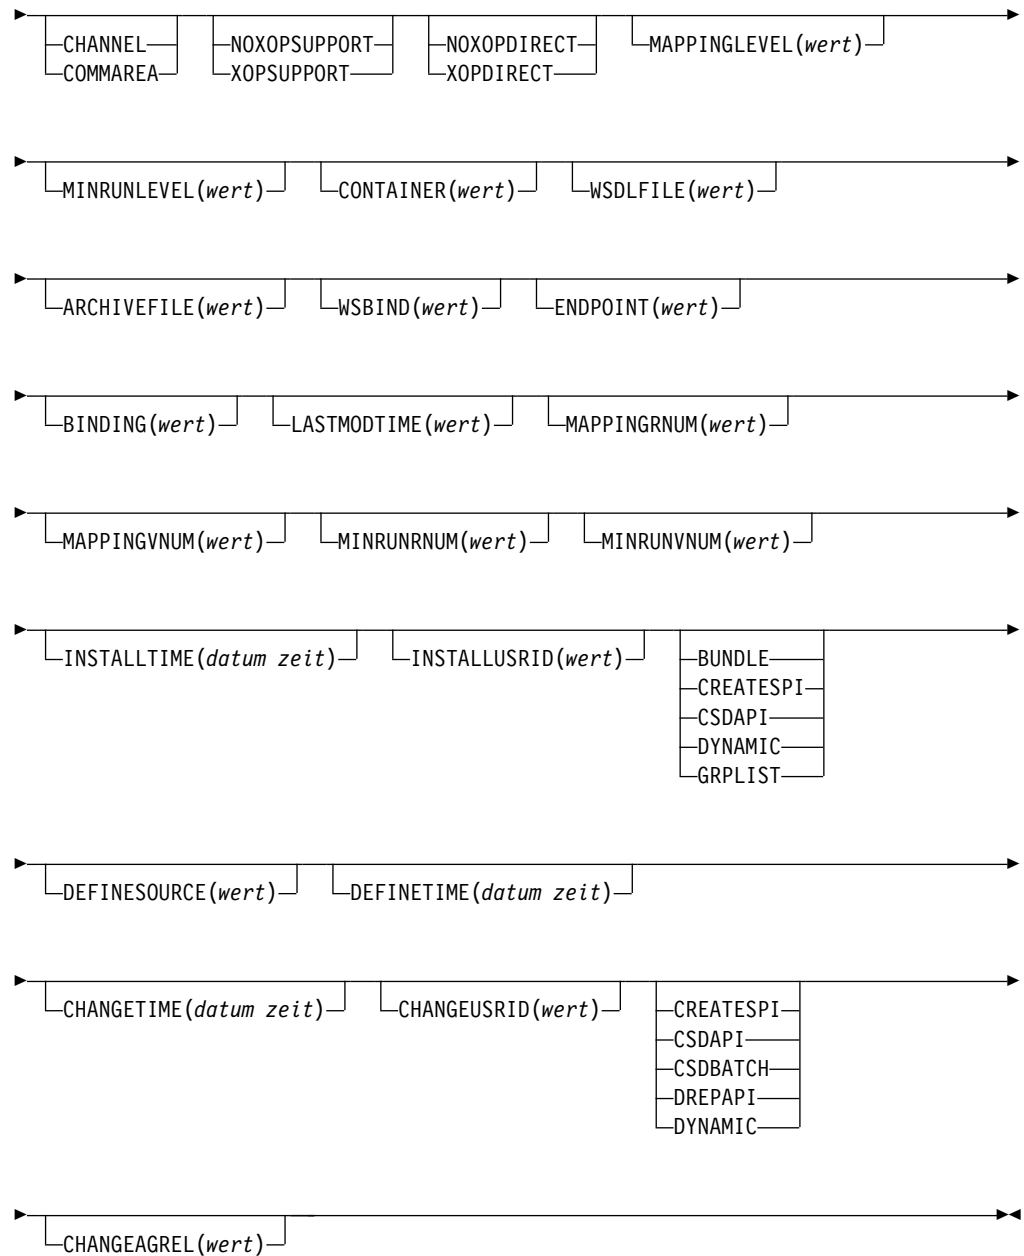 CHANNEL NOXOPSUPPORT NOXOPDIRECT MAPPINGLEVEL(wert)
COMMAREA XOPSUPPORT XOPDIRECT
MINRUNLEVEL(wert) CONTAINER(wert) WSDLFILE(wert)
ARCHIVEFILE(wert) WSBIND(wert) ENDPOINT(wert)
BINDING(wert) LASTMODTIME(wert) MAPPINGRNUM(wert)
MAPPINGVNUM(wert) MINRUNRNUM(wert) MINRUNVNUM(wert)
INSTALLTIME(datum zeit) INSTALLUSRID(wert) BUNDLE
CREATESPI
CSDAPI
DYNAMIC
GRPLIST
DEFINESOURCE(wert) DEFINETIME(datum zeit)
CHANGETIME(datum zeit) CHANGEUSRID(wert) CREATESPI
CSDAPI
CSDBATCH
DREPAPI
DYNAMIC
CHANGEAGREL(wert)